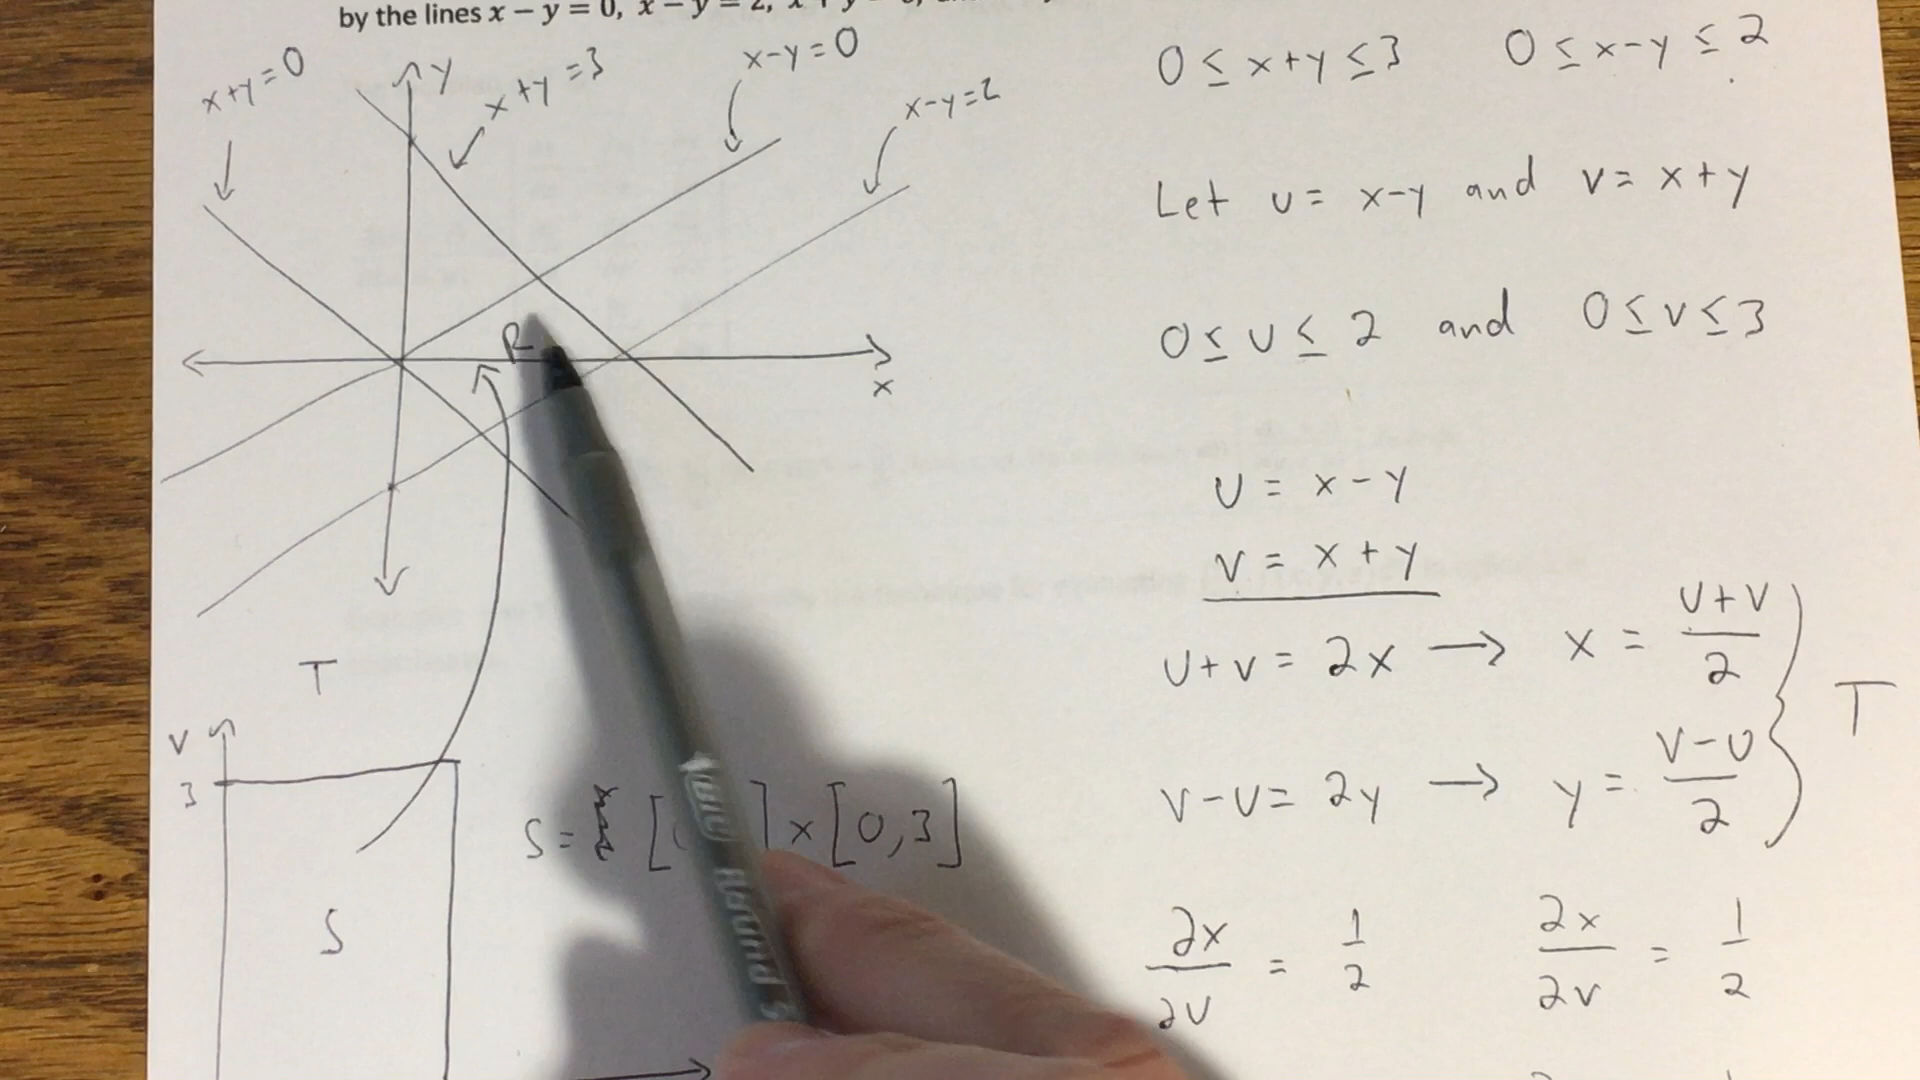 by the lines x − y = 0, x − y = 2, x + y
x+y=0
y
x+y=3
x-y=0
x-y=2
R
x
T
v
3
S
S = [ ] x [0,3]
0 ≤ x+y ≤ 3 0 ≤ x-y ≤ 2
Let u = x-y and v = x+y
0 ≤ u ≤ 2 and 0 ≤ v ≤ 3
u = x - y
v = x + y
u+v = 2x → x = (u+v)/2
v-u = 2y → y = (v-u)/2
T
∂x/∂u = 1/2 ∂x/∂v = 1/2